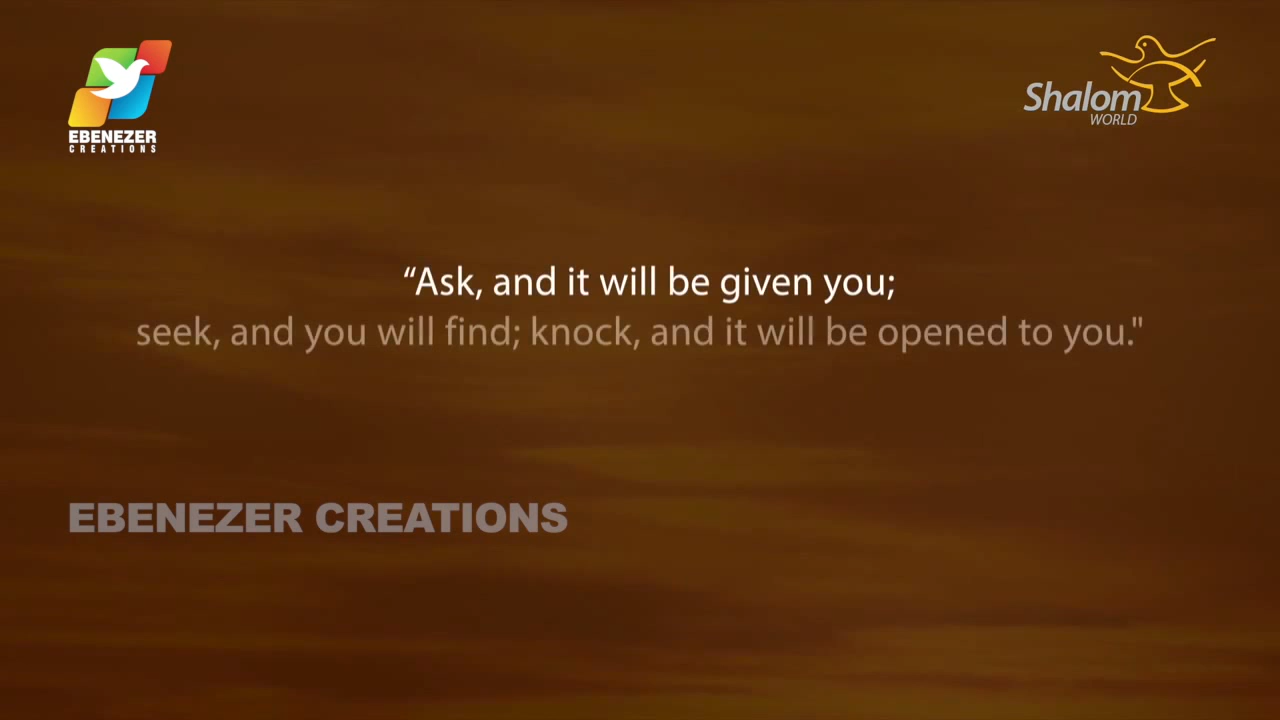 EBENEZER
CREATIONS
Shalom
WORLD
“Ask, and it will be given you;
seek, and you will find; knock, and it will be opened to you."
EBENEZER CREATIONS